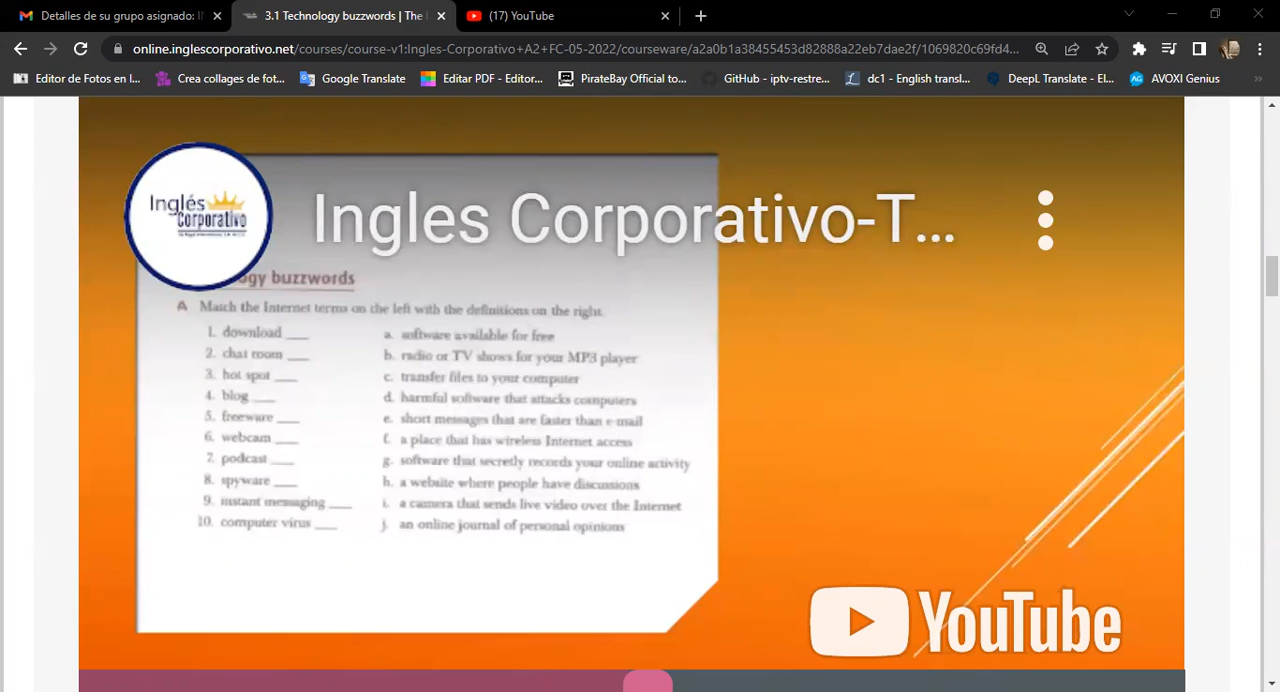 Detalles de su grupo asignado: I
3.1 Technology buzzwords | The
(17) YouTube
online.inglescorporativo.net/courses/course-v1:Ingles-Corporativo+A2+FC-05-2022/courseware/a2a0b1a38455453d82888a22eb7dae2f/1069820c69fd4...
Editor de Fotos en l...
Crea collages de fot...
Google Translate
Editar PDF - Editor...
PirateBay Official to...
GitHub - iptv-restre...
dc1 - English transl...
DeepL Translate - El...
AVOXI Genius
»
Inglés
Corporativo
Ingles Corporativo-T...
ogy buzzwords
A Match the Internet terms on the left with the definitions on the right.
1. download ___ a. software available for free
2. chat room ___ b. radio or TV shows for your MP3 player
3. hot spot ___ c. transfer files to your computer
4. blog ___ d. harmful software that attacks computers
5. freeware ___ e. short messages that are faster than e-mail
6. webcam ___ f. a place that has wireless Internet access
7. podcast ___ g. software that secretly records your online activity
8. spyware ___ h. a website where people have discussions
9. instant messaging ___ i. a camera that sends live video over the Internet
10. computer virus ___ j. an online journal of personal opinions
YouTube